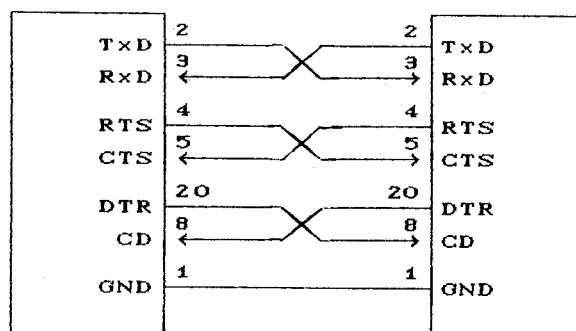 TxD 2 2 TxD
RxD 3 3 RxD
RTS 4 4 RTS
CTS 5 5 CTS
DTR 20 20 DTR
CD 8 8 CD
GND 1 1 GND